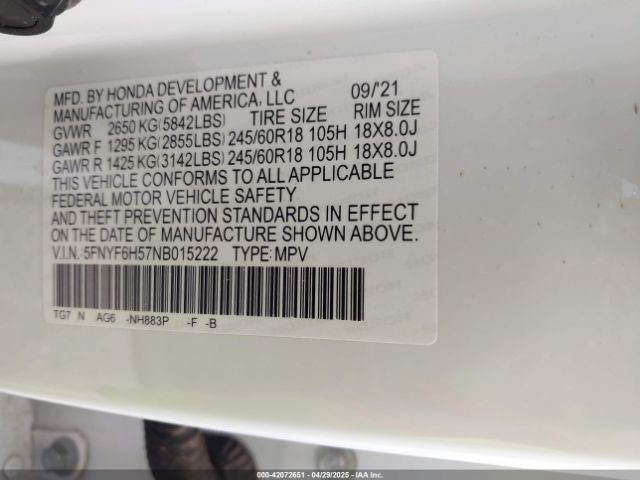 MFD. BY HONDA DEVELOPMENT &
MANUFACTURING OF AMERICA, LLC 09/21
GVWR 2650 KG(5842LBS) TIRE SIZE RIM SIZE
GAWR F 1295 KG(2855LBS) 245/60R18 105H 18X8.0J
GAWR R 1425 KG(3142LBS) 245/60R18 105H 18X8.0J
THIS VEHICLE CONFORMS TO ALL APPLICABLE
FEDERAL MOTOR VEHICLE SAFETY
AND THEFT PREVENTION STANDARDS IN EFFECT
ON THE DATE OF MANUFACTURE SHOWN ABOVE.
V.I.N.: 5FNYF6H57NB015222 TYPE: MPV
TG7 N AG6 -NH883P -F -B
000-42072651 | 04/29/2025 | IAAI.com